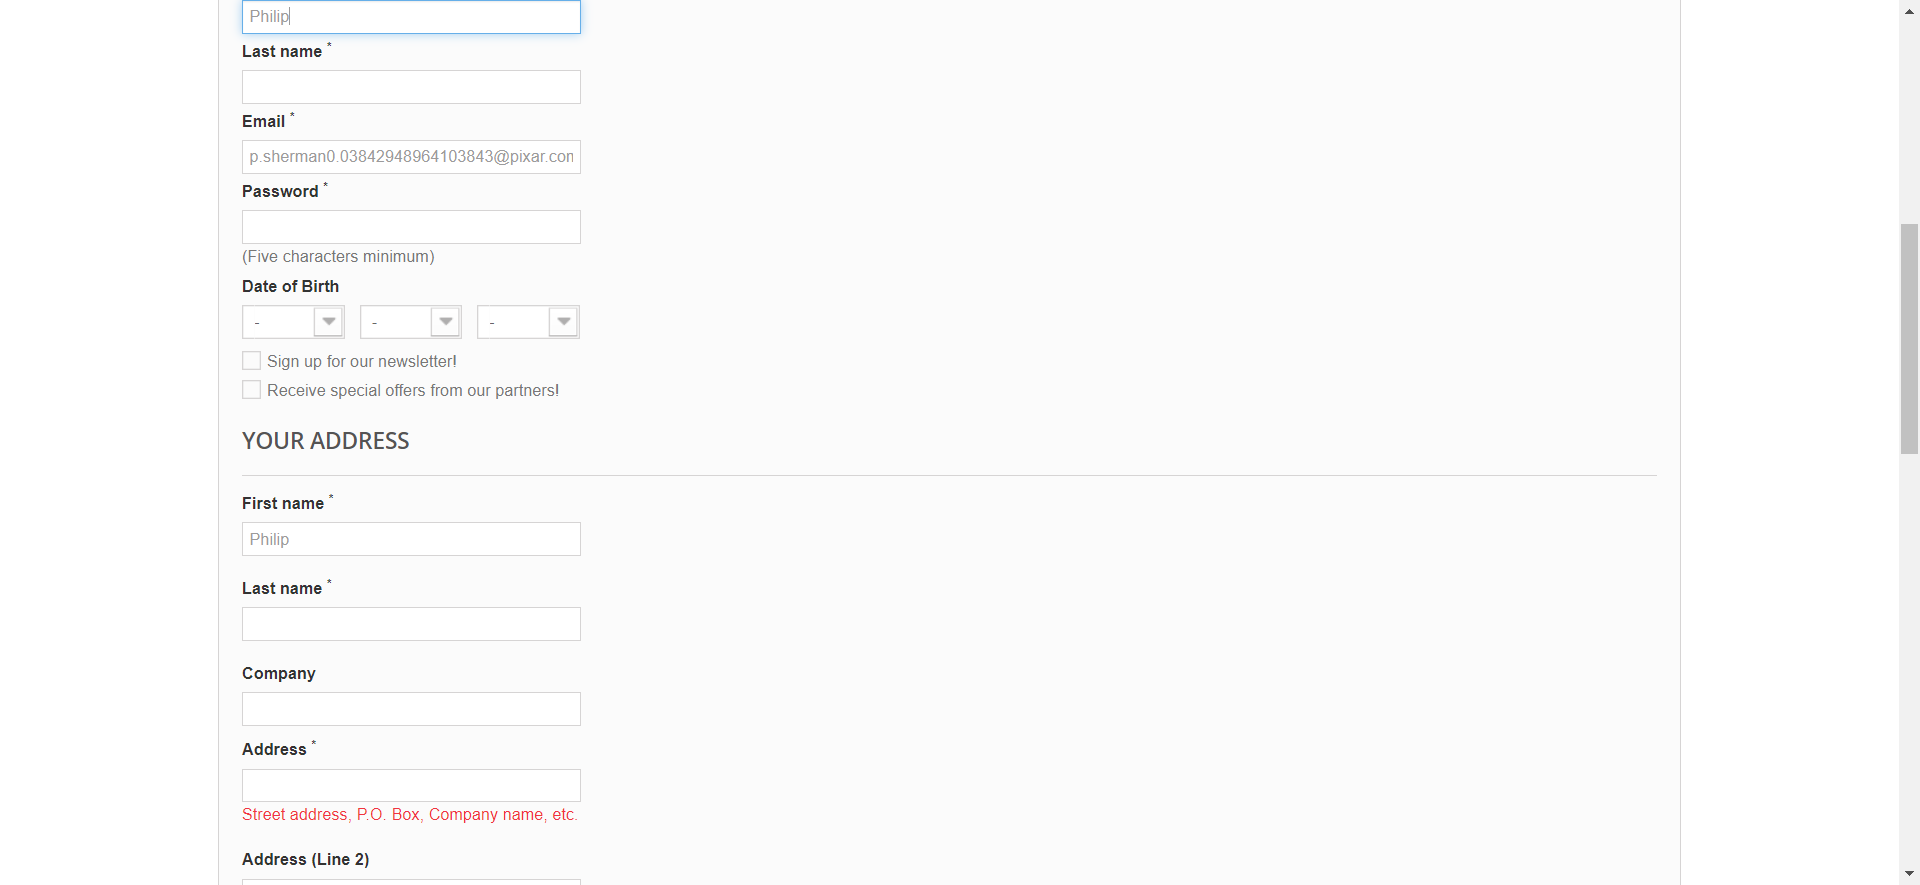 Philip
Last name *
Email *
p.sherman0.03842948964103843@pixar.com
Password *
(Five characters minimum)
Date of Birth
- - -
Sign up for our newsletter!
Receive special offers from our partners!
YOUR ADDRESS
First name *
Philip
Last name *
Company
Address *
Street address, P.O. Box, Company name, etc.
Address (Line 2)